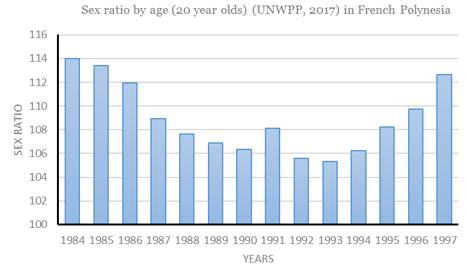 Sex ratio by age (20 year olds) (UNWPP, 2017) in French Polynesia
116
114
112
110
108
106
104
102
100
SEX RATIO
1984 1985 1986 1987 1988 1989 1990 1991 1992 1993 1994 1995 1996 1997
YEARS